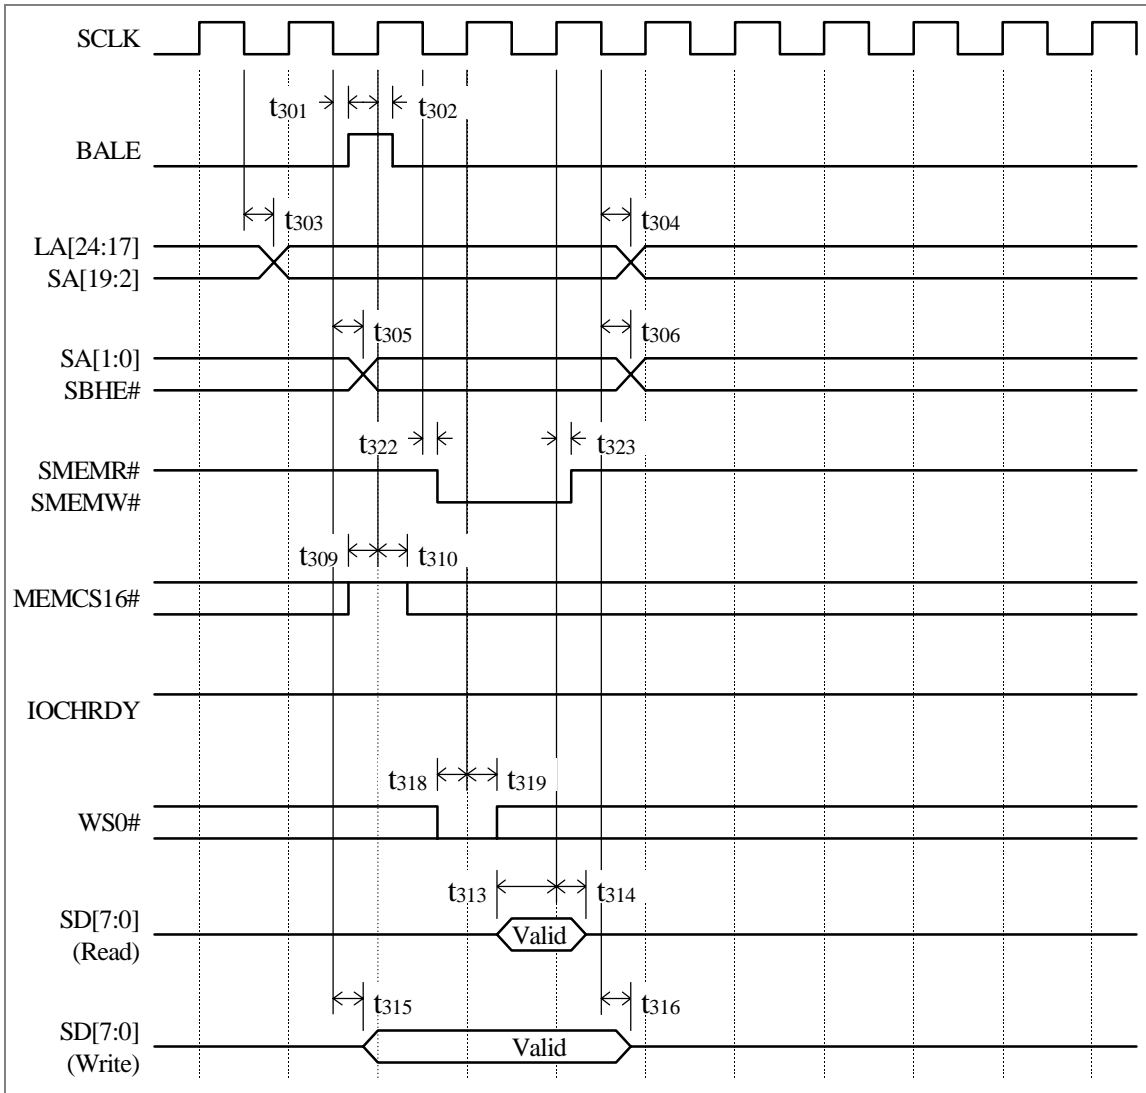 SCLK
t301 t302
BALE
t303 t304
LA[24:17]
SA[19:2]
t305 t306
SA[1:0]
SBHE#
t322 t323
SMEMR#
SMEMW#
t309 t310
MEMCS16#
IOCHRDY
t318 t319
WS0#
t313 t314
SD[7:0]
Valid
(Read)
t315 t316
SD[7:0]
Valid
(Write)